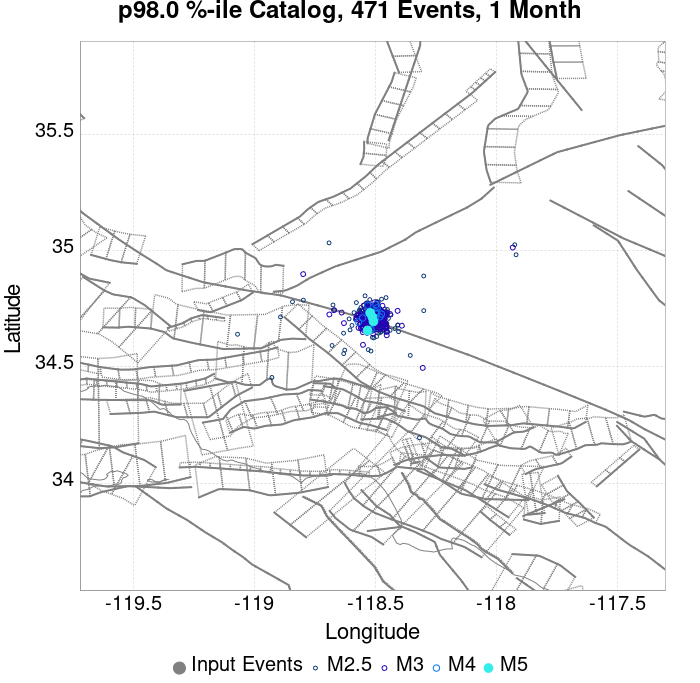 p98.0 %-ile Catalog, 471 Events, 1 Month
35.5
35
34.5
34
Latitude
-119.5 -119 -118.5 -118 -117.5
Longitude
Input Events M2.5 M3 M4 M5